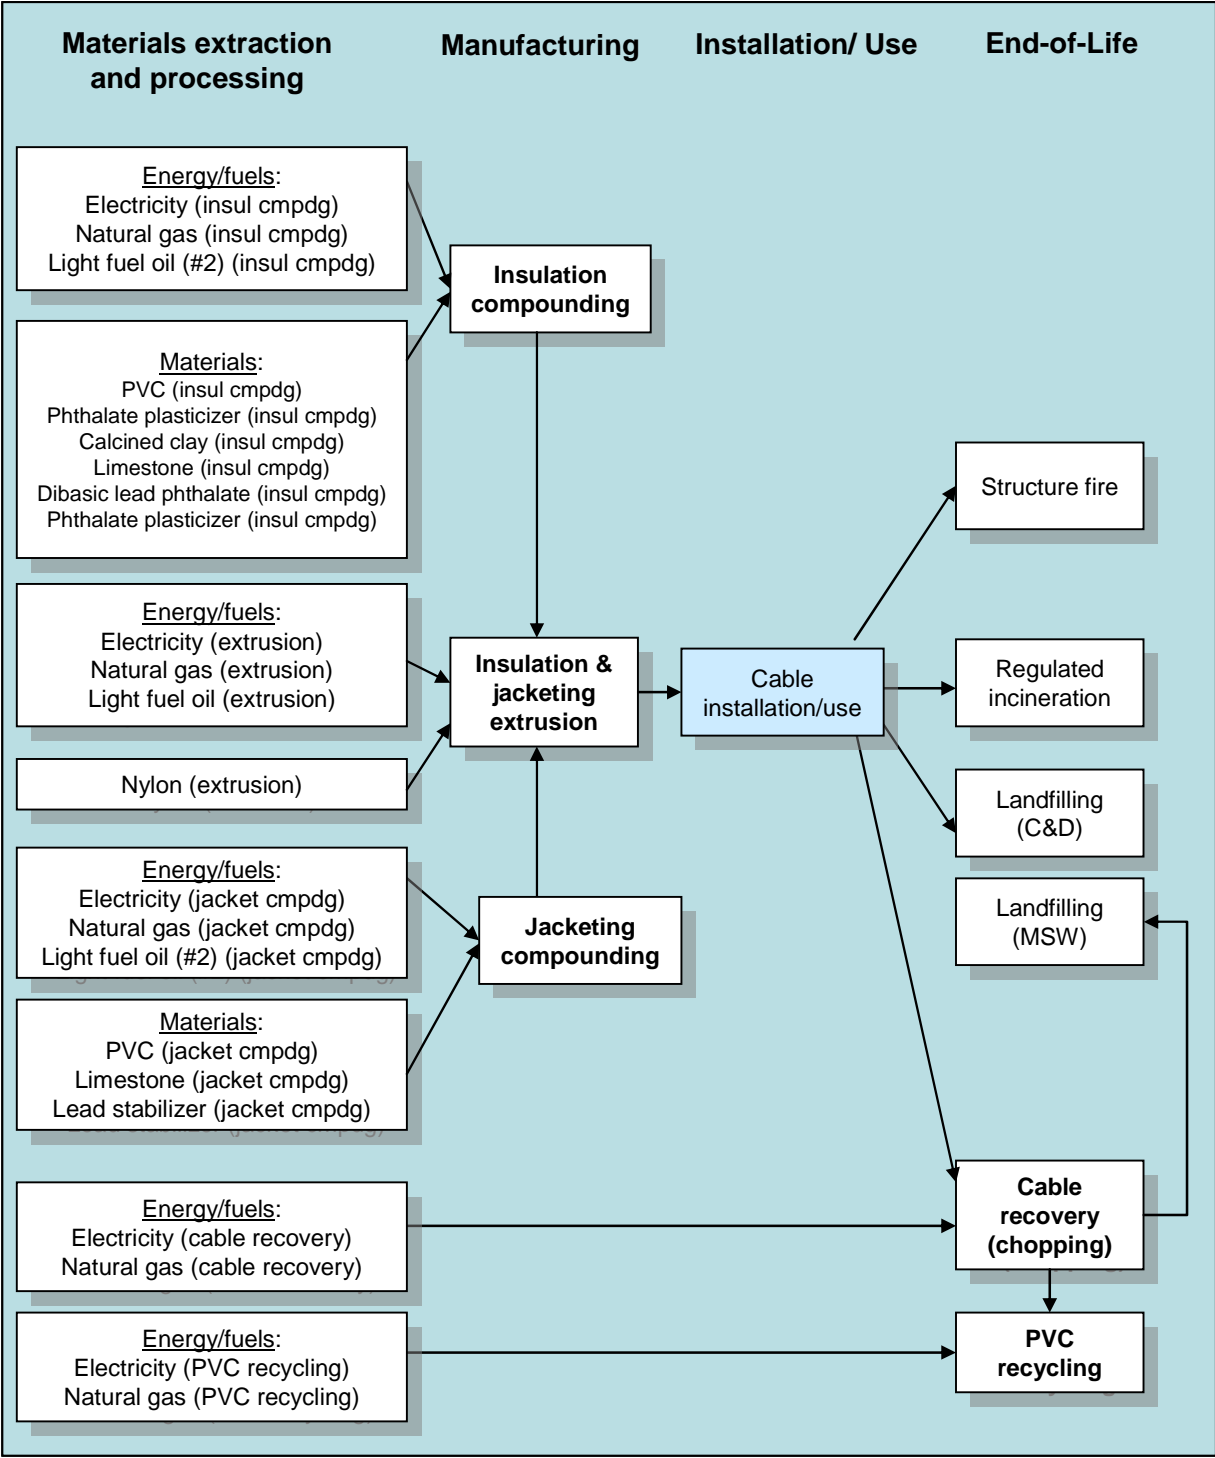 Materials extraction
and processing
Manufacturing
Installation/ Use
End-of-Life
Energy/fuels:
Electricity (insul cmpdg)
Natural gas (insul cmpdg)
Light fuel oil (#2) (insul cmpdg)
Insulation
compounding
Materials:
PVC (insul cmpdg)
Phthalate plasticizer (insul cmpdg)
Calcined clay (insul cmpdg)
Limestone (insul cmpdg)
Dibasic lead phthalate (insul cmpdg)
Phthalate plasticizer (insul cmpdg)
Structure fire
Energy/fuels:
Electricity (extrusion)
Natural gas (extrusion)
Light fuel oil (extrusion)
Insulation &
jacketing
extrusion
Cable
installation/use
Regulated
incineration
Nylon (extrusion)
Landfilling
(C&D)
Energy/fuels:
Electricity (jacket cmpdg)
Natural gas (jacket cmpdg)
Light fuel oil (#2) (jacket cmpdg)
Jacketing
compounding
Landfilling
(MSW)
Materials:
PVC (jacket cmpdg)
Limestone (jacket cmpdg)
Lead stabilizer (jacket cmpdg)
Energy/fuels:
Electricity (cable recovery)
Natural gas (cable recovery)
Cable
recovery
(chopping)
Energy/fuels:
Electricity (PVC recycling)
Natural gas (PVC recycling)
PVC
recycling